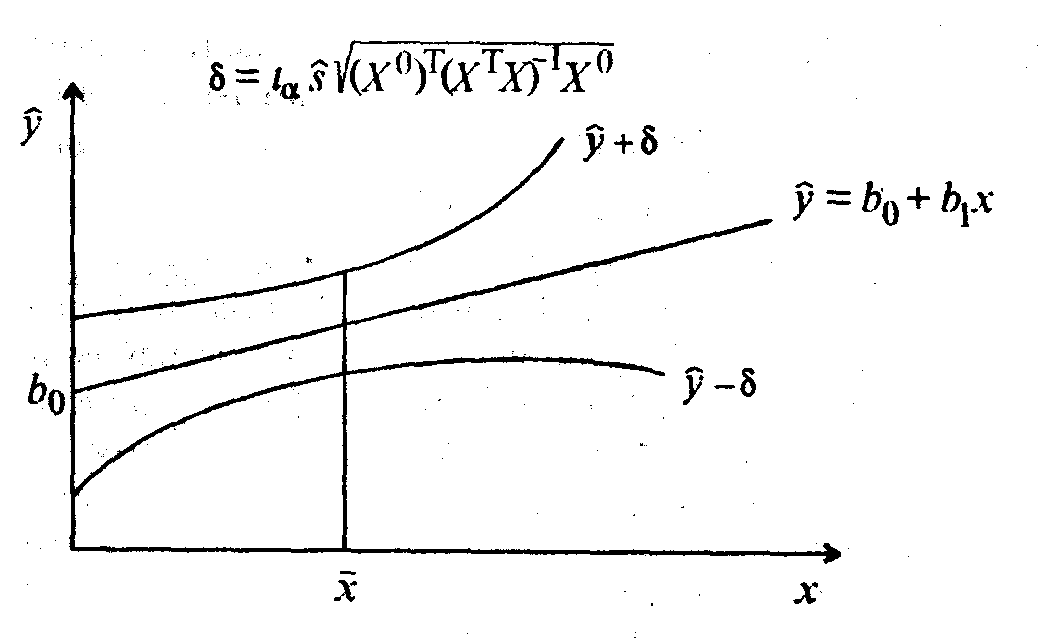 δ = t_α ŝ √((X⁰)ᵀ(XᵀX)⁻¹X⁰)
ŷ
ŷ + δ
ŷ = b₀ + b₁x
b₀
ŷ − δ
x̄
x